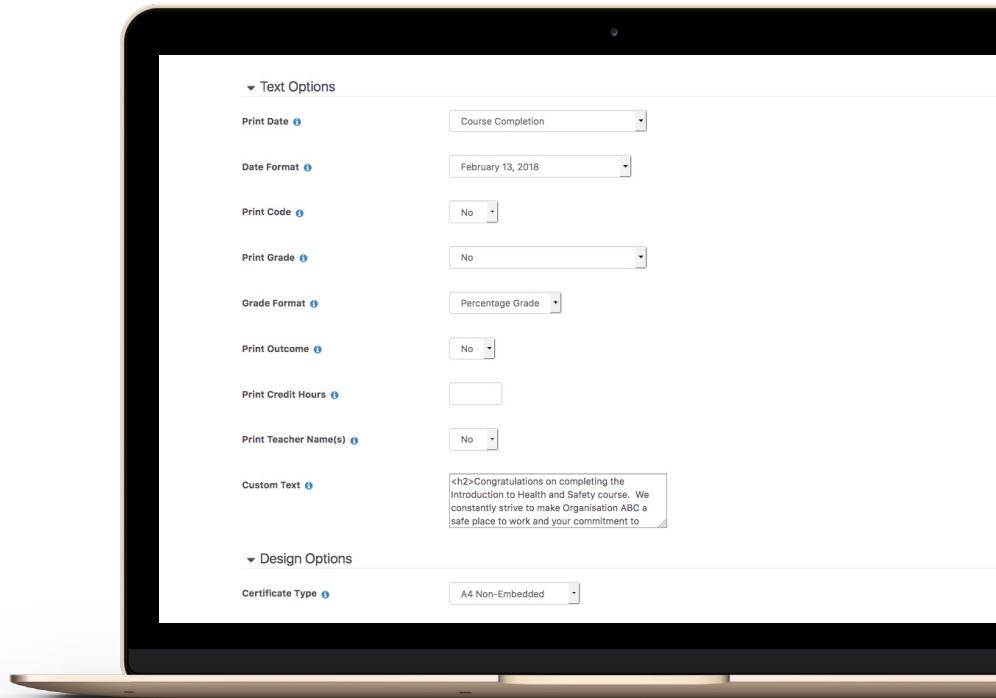 Text Options
Print Date
Course Completion
Date Format
February 13, 2018
Print Code
No
Print Grade
No
Grade Format
Percentage Grade
Print Outcome
No
Print Credit Hours
Print Teacher Name(s)
No
Custom Text
<h2>Congratulations on completing the
Introduction to Health and Safety course.  We
constantly strive to make Organisation ABC a
safe place to work and your commitment to
Design Options
Certificate Type
A4 Non-Embedded